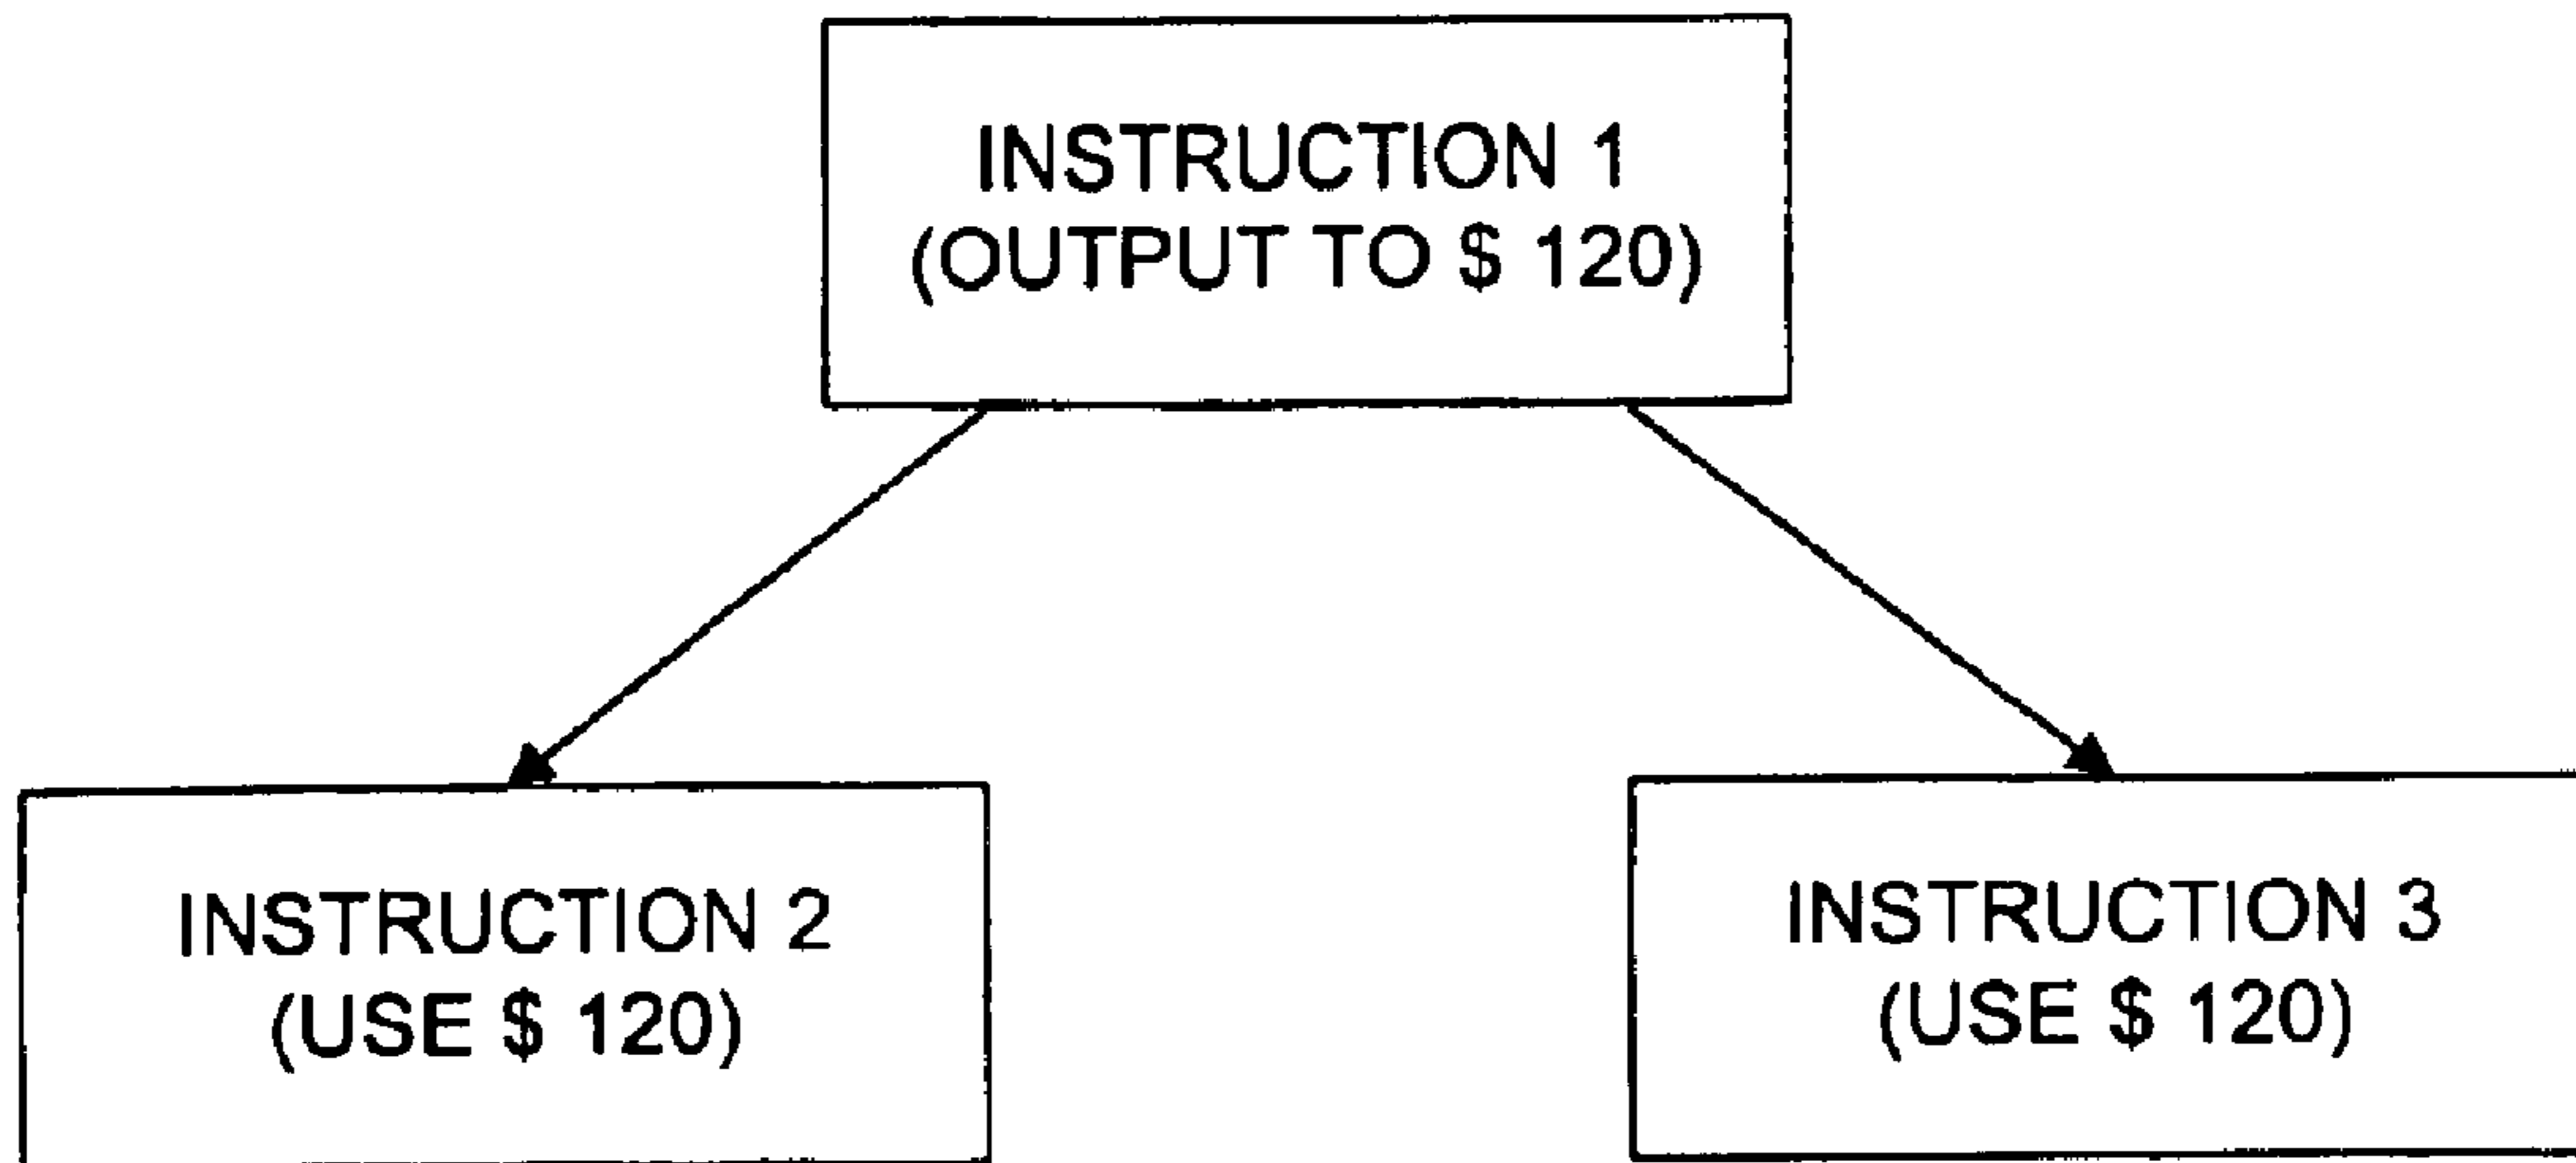 INSTRUCTION 1
(OUTPUT TO $ 120)
INSTRUCTION 2
(USE $ 120)
INSTRUCTION 3
(USE $ 120)